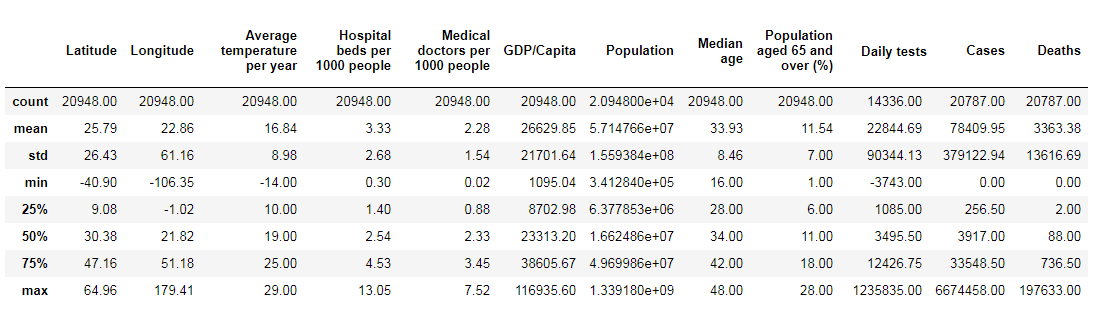 Latitude Longitude Average temperature per year Hospital beds per 1000 people Medical doctors per 1000 people GDP/Capita Population Median age Population aged 65 and over (%) Daily tests Cases Deaths
count 20948.00 20948.00 20948.00 20948.00 20948.00 20948.00 2.094800e+04 20948.00 20948.00 14336.00 20787.00 20787.00
mean 25.79 22.86 16.84 3.33 2.28 26629.85 5.714766e+07 33.93 11.54 22844.69 78409.95 3363.38
std 26.43 61.16 8.98 2.68 1.54 21701.64 1.559384e+08 8.46 7.00 90344.13 379122.94 13616.69
min -40.90 -106.35 -14.00 0.30 0.02 1095.04 3.412840e+05 16.00 1.00 -3743.00 0.00 0.00
25% 9.08 -1.02 10.00 1.40 0.88 8702.98 6.377853e+06 28.00 6.00 1085.00 256.50 2.00
50% 30.38 21.82 19.00 2.54 2.33 23313.20 1.662486e+07 34.00 11.00 3495.50 3917.00 88.00
75% 47.16 51.18 25.00 4.53 3.45 38605.67 4.969986e+07 42.00 18.00 12426.75 33548.50 736.50
max 64.96 179.41 29.00 13.05 7.52 116935.60 1.339180e+09 48.00 28.00 1235835.00 6674458.00 197633.00